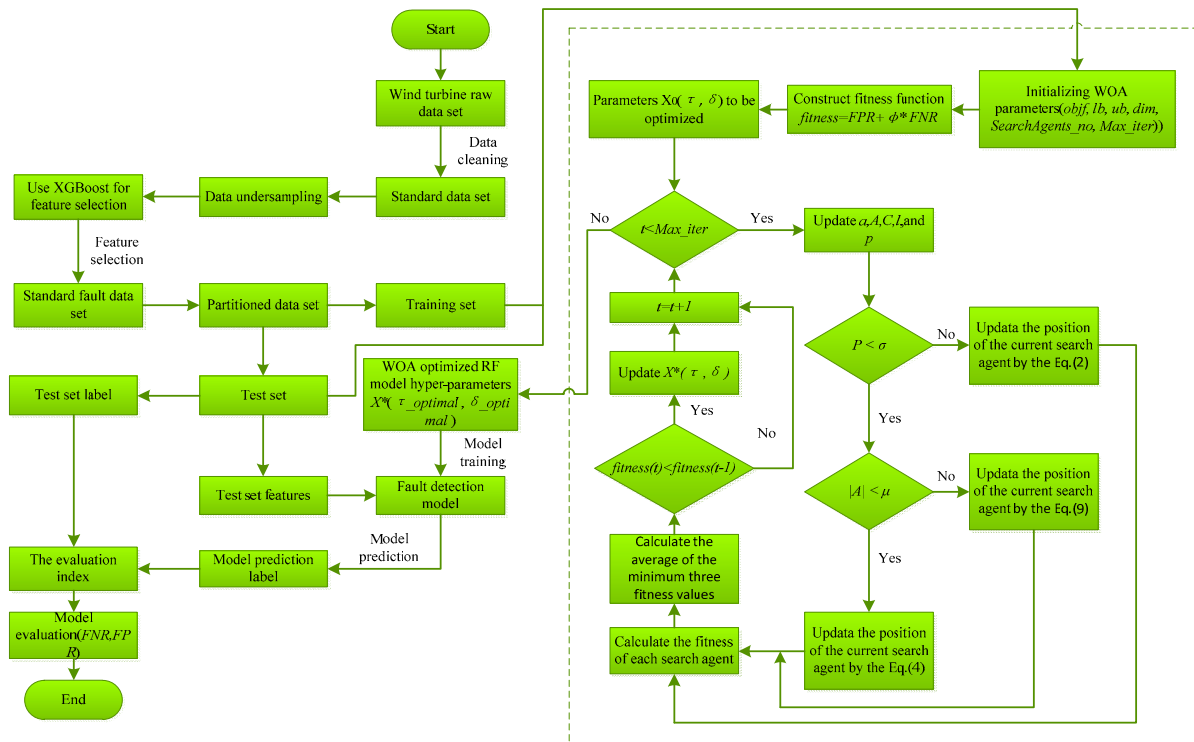 Start
Wind turbine raw
data set
Data
cleaning
Standard data set
Data undersampling
Use XGBoost for
feature selection
Feature
selection
Standard fault data
set
Partitioned data set
Training set
Test set label
Test set
WOA optimized RF
model hyper-parameters
X*( τ_optimal , δ_opti
mal )
Model
training
Test set features
Fault detection
model
Model
prediction
Model prediction
label
The evaluation
index
Model
evaluation(FNR,FP
R)
End
Initializing WOA
parameters(objf, lb, ub, dim,
SearchAgents_no, Max_iter))
Construct fitness function
fitness=FPR+ Φ* FNR
Parameters X0( τ , δ) to be
optimized
No
t<Max_iter
Yes
Update a,A,C,l,and
p
t=t+1
P < σ
No
Updata the position
of the current search
agent by the Eq.(2)
Update X*( τ , δ )
Yes
No
Yes
fitness(t)<fitness(t-1)
|A| < μ
No
Updata the position
of the current search
agent by the Eq.(9)
Yes
Calculate the
average of the
minimum three
fitness values
Calculate the fitness
of each search agent
Updata the position
of the current search
agent by the Eq.(4)